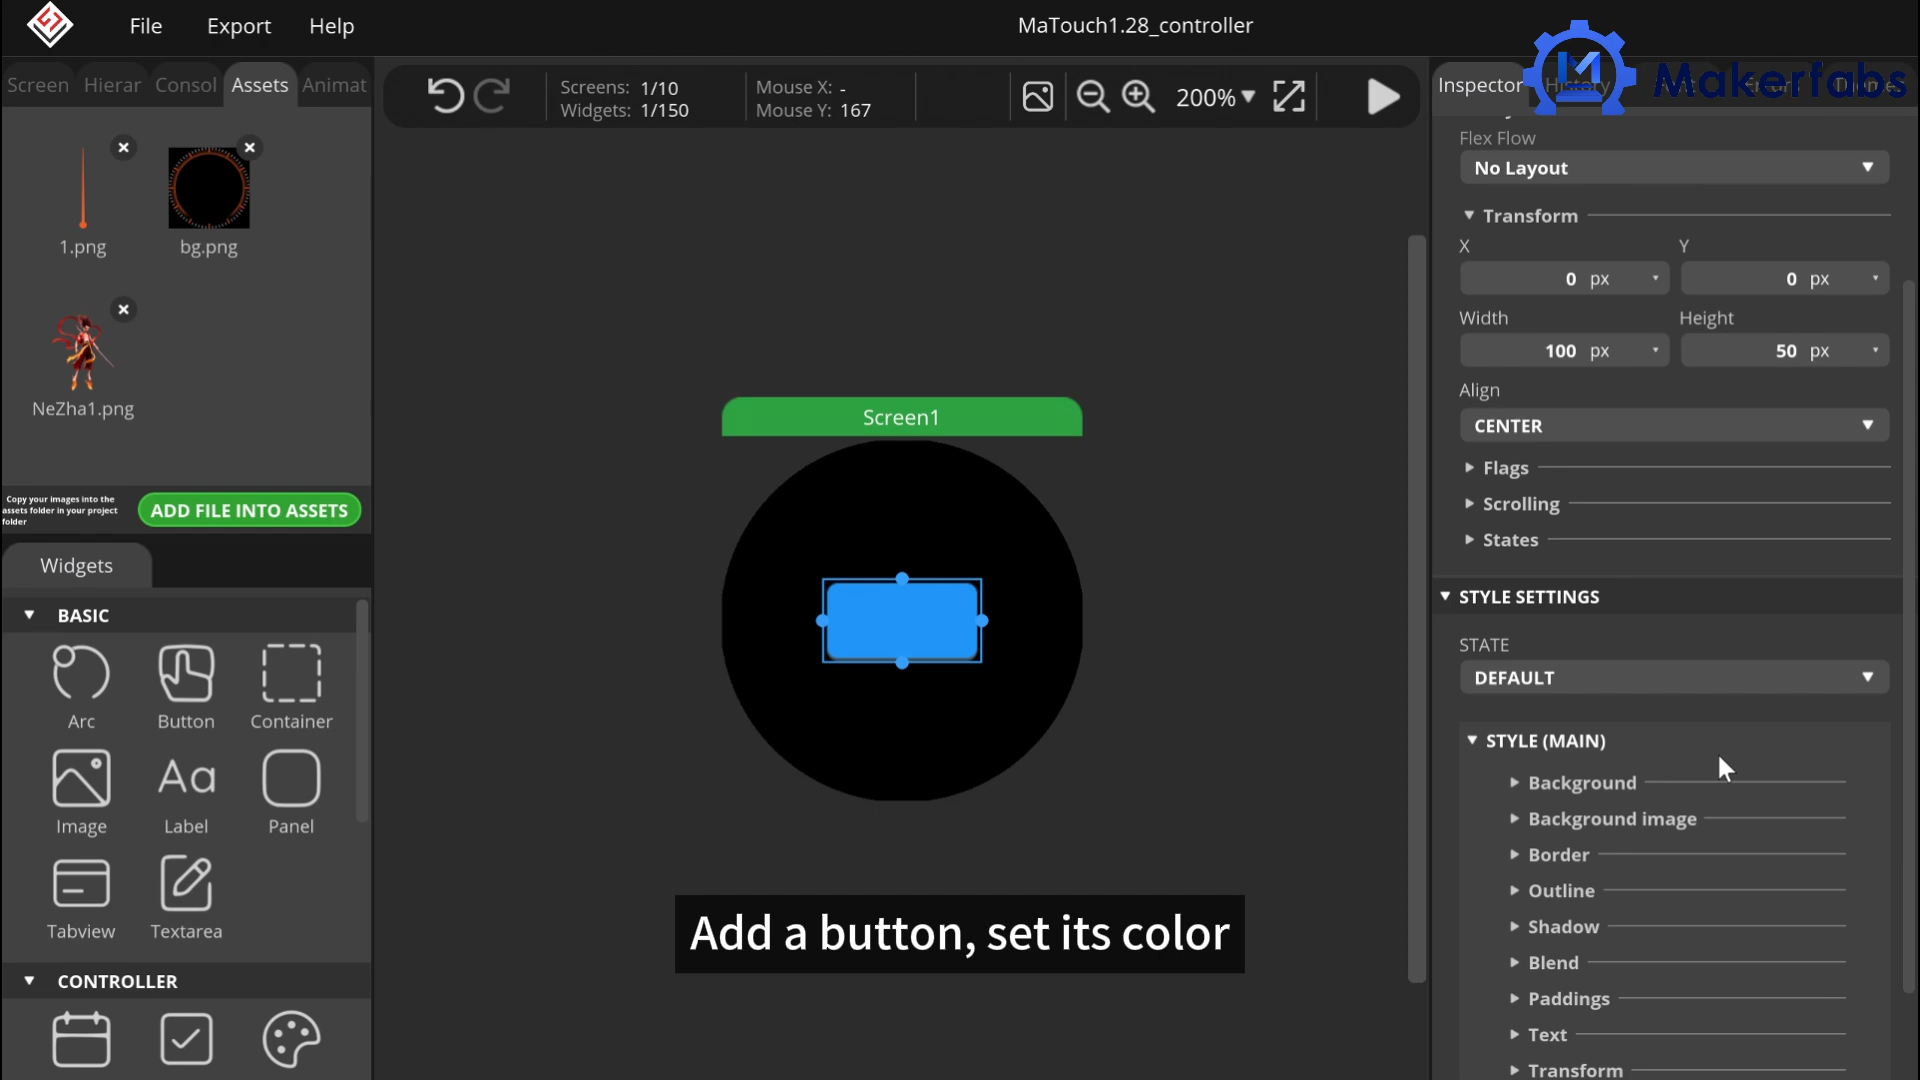 File Export Help
MaTouch1.28_controller
Screen Hierar Consol Assets Animat
Screens: 1/10
Widgets: 1/150
Mouse X: -
Mouse Y: 167
200%
Inspector History
Makerfabs
1.png bg.png
NeZha1.png
Copy your images into the
assets folder in your project
folder
ADD FILE INTO ASSETS
Widgets
BASIC
Arc Button Container
Image Label Panel
Tabview Textarea
CONTROLLER
Screen1
Add a button, set its color
Flex Flow
No Layout
Transform
X Y
0 px 0 px
Width Height
100 px 50 px
Align
CENTER
Flags
Scrolling
States
STYLE SETTINGS
STATE
DEFAULT
STYLE (MAIN)
Background
Background image
Border
Outline
Shadow
Blend
Paddings
Text
Transform